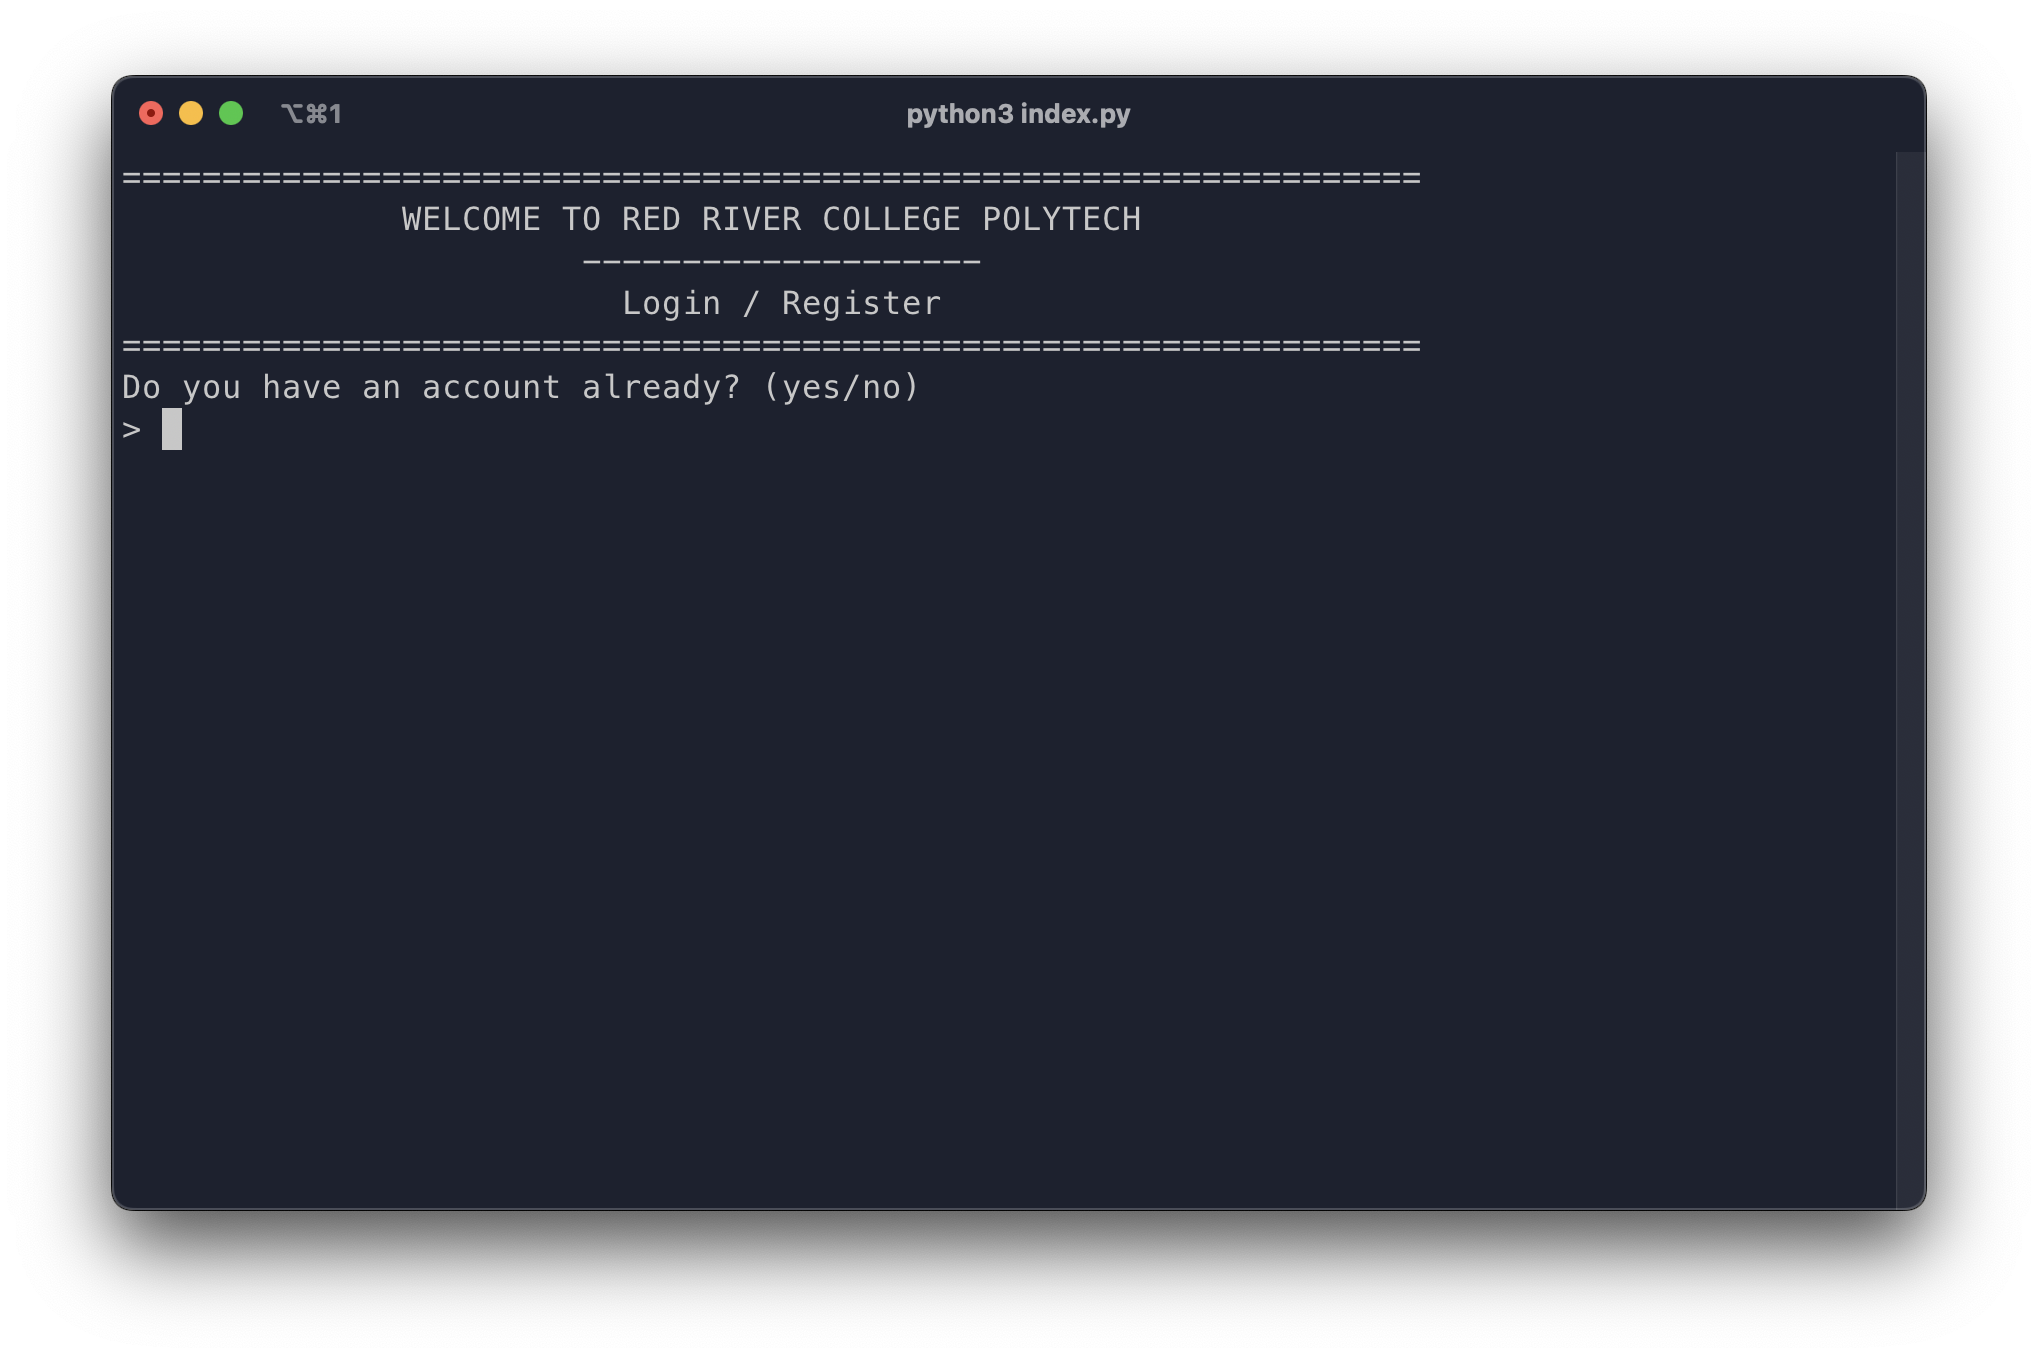 ⌥⌘1
python3 index.py
=================================================================
WELCOME TO RED RIVER COLLEGE POLYTECH
--------------------
Login / Register
=================================================================
Do you have an account already? (yes/no)
>